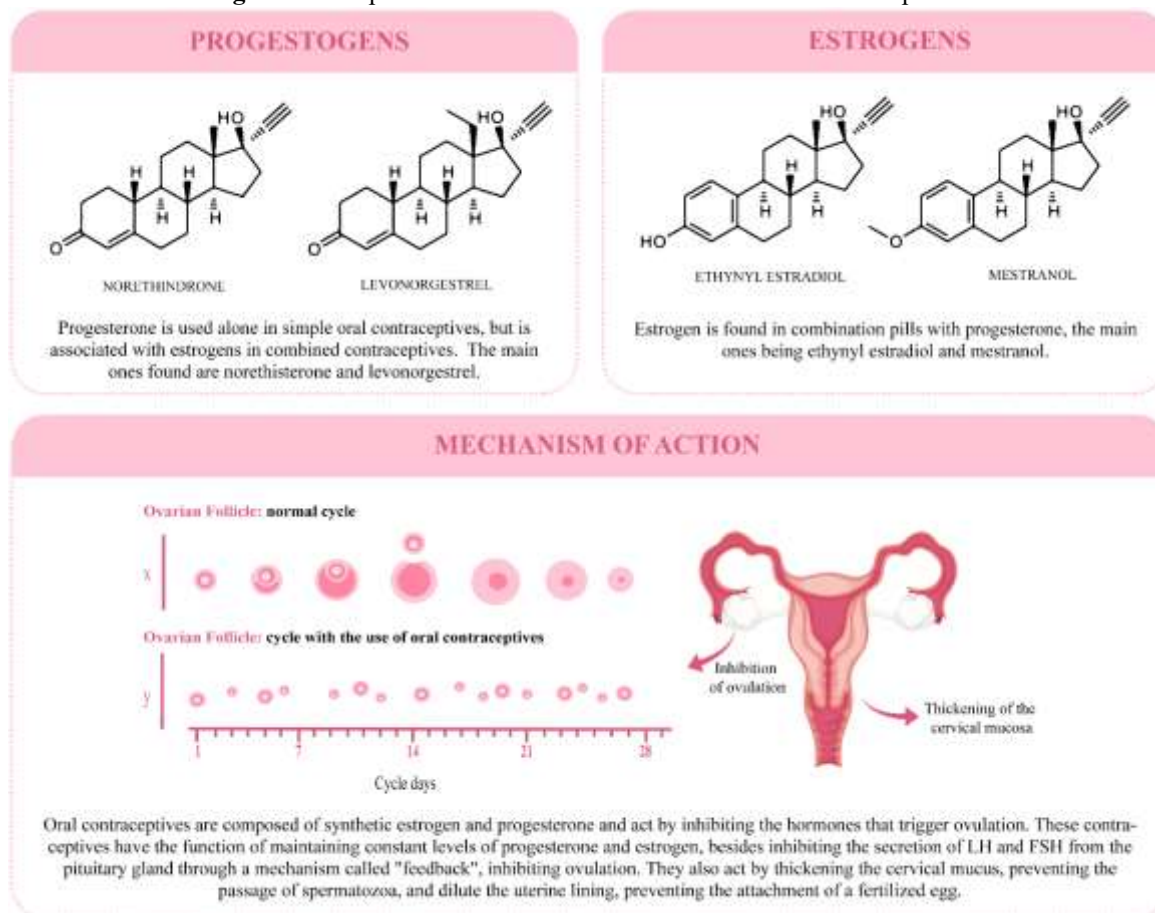 PROGESTOGENS
HO
H
H
H
H
O
NORETHINDRONE
HO
H
H
H
H
O
LEVONORGESTREL
Progesterone is used alone in simple oral contraceptives, but is
associated with estrogens in combined contraceptives. The main
ones found are norethisterone and levonorgestrel.
ESTROGENS
HO
H
H
H
HO
ETHYNYL ESTRADIOL
HO
H
H
H
O
MESTRANOL
Estrogen is found in combination pills with progesterone, the main
ones being ethynyl estradiol and mestranol.
MECHANISM OF ACTION
Ovarian Follicle: normal cycle
x
Ovarian Follicle: cycle with the use of oral contraceptives
y
1 7 14 21 28
Cycle days
Inhibition
of ovulation
Thickening of the
cervical mucosa
Oral contraceptives are composed of synthetic estrogen and progesterone and act by inhibiting the hormones that trigger ovulation. These contra-
ceptives have the function of maintaining constant levels of progesterone and estrogen, besides inhibiting the secretion of LH and FSH from the
pituitary gland through a mechanism called "feedback", inhibiting ovulation. They also act by thickening the cervical mucus, preventing the
passage of spermatozoa, and dilute the uterine lining, preventing the attachment of a fertilized egg.